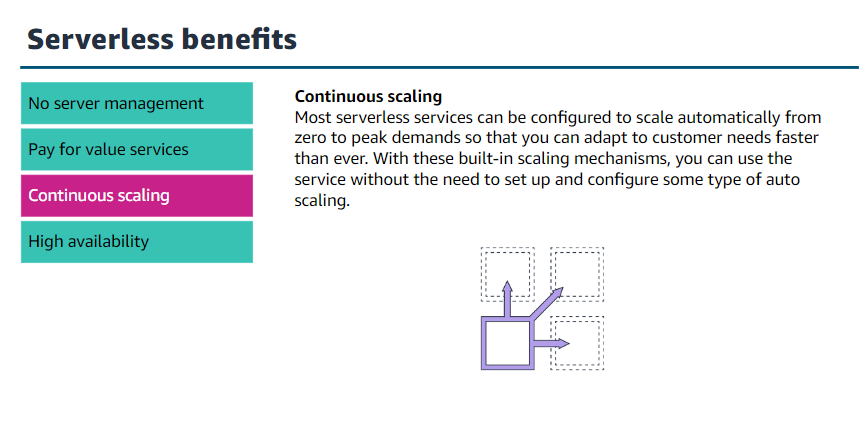 Serverless benefits
No server management
Pay for value services
Continuous scaling
High availability
Continuous scaling
Most serverless services can be configured to scale automatically from
zero to peak demands so that you can adapt to customer needs faster
than ever. With these built-in scaling mechanisms, you can use the
service without the need to set up and configure some type of auto
scaling.